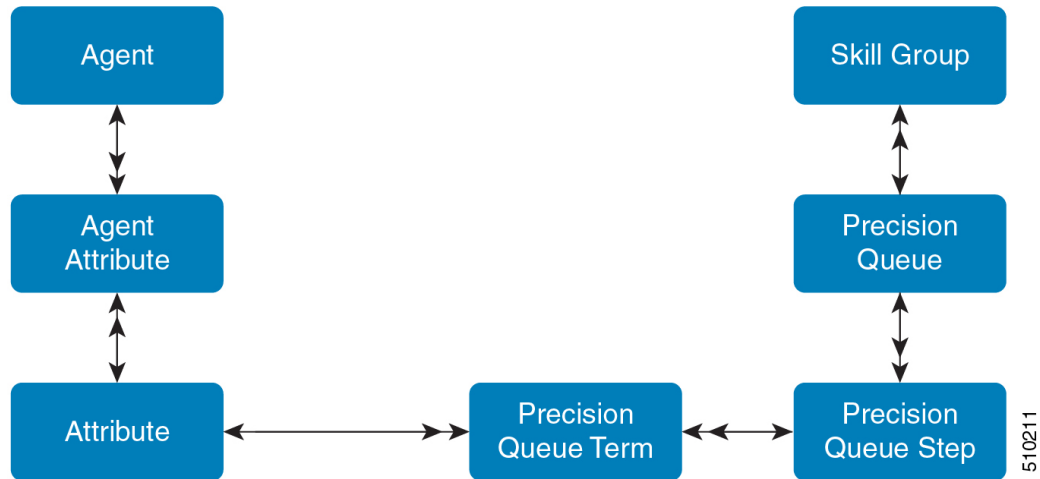 Agent
Skill Group
Agent
Attribute
Precision
Queue
Attribute
Precision
Queue Term
Precision
Queue Step
510211